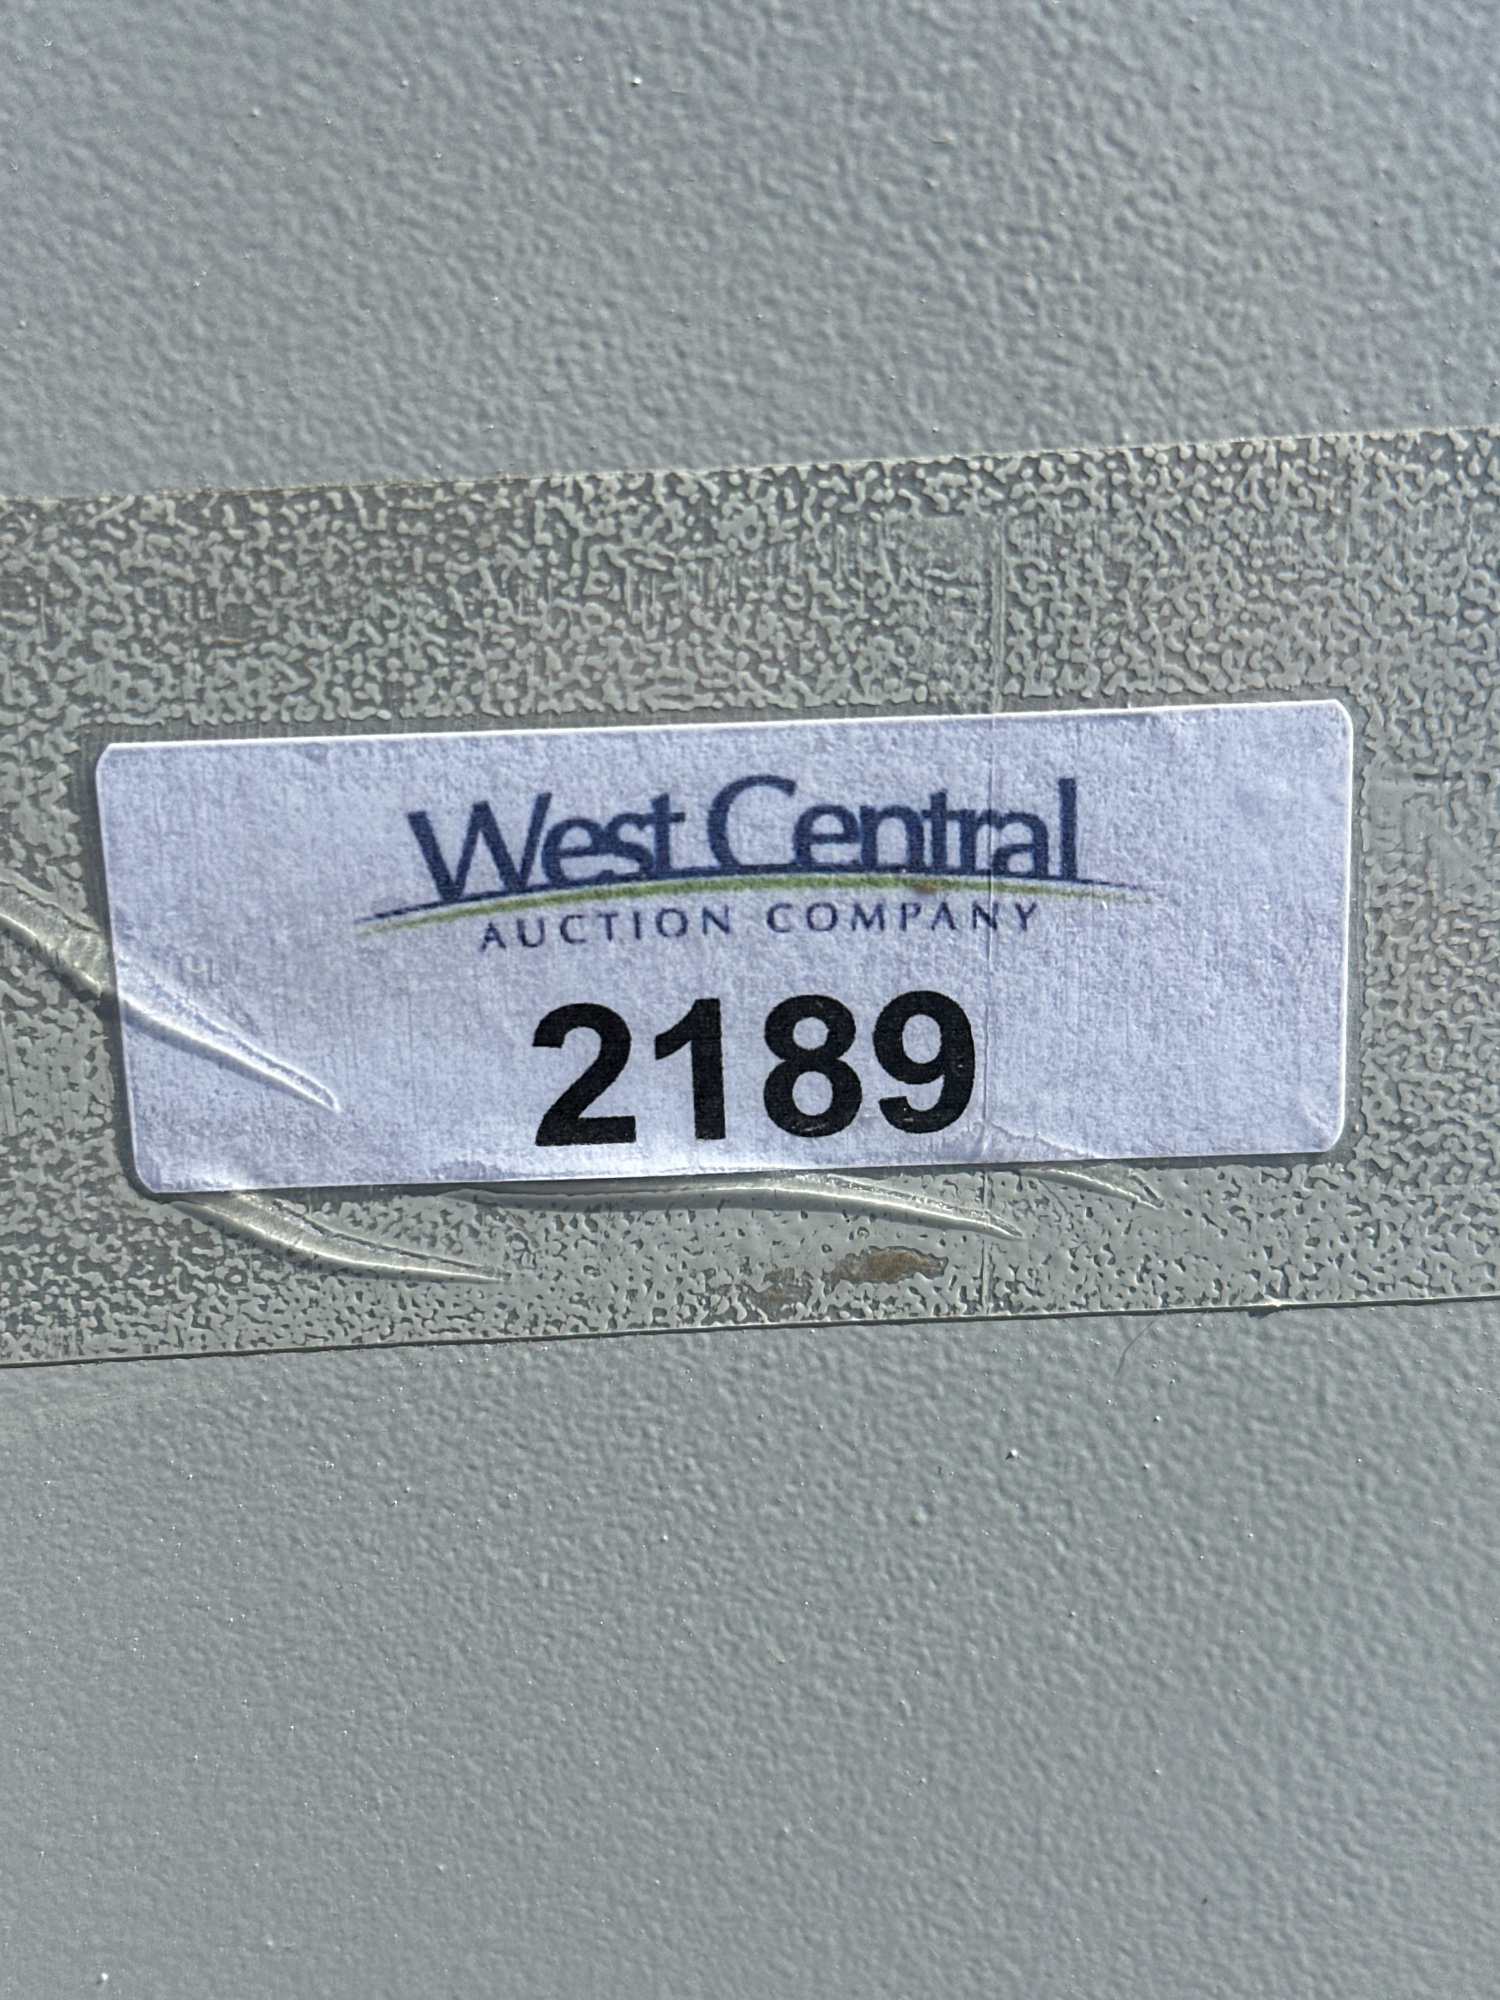 West Central
AUCTION COMPANY
2189